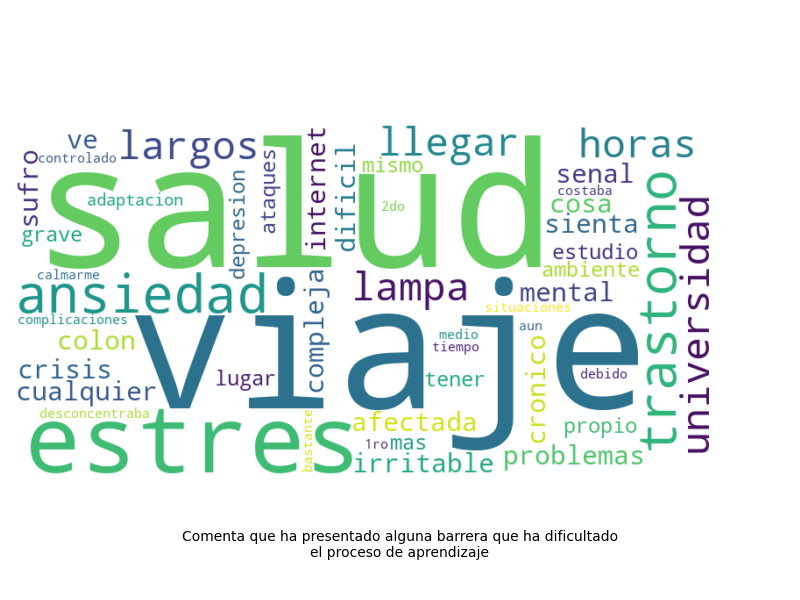 salud
viaje
estres
ansiedad
trastorno
universidad
largos
llegar
horas
lampa
ve
controlado
sufro
adaptacion
grave
depresion
ataques
internet
dificil
mismo
2do
senal
costaba
cosa
sienta
estudio
ambiente
mental
situaciones
calmarme
complicaciones
colon
crisis
cualquier
desconcentraba
lugar
compleja
medio
tiempo
aun
tener
cronico
debido
propio
problemas
afectada
1ro
mas
irritable
bastante
Comenta que ha presentado alguna barrera que ha dificultado
el proceso de aprendizaje